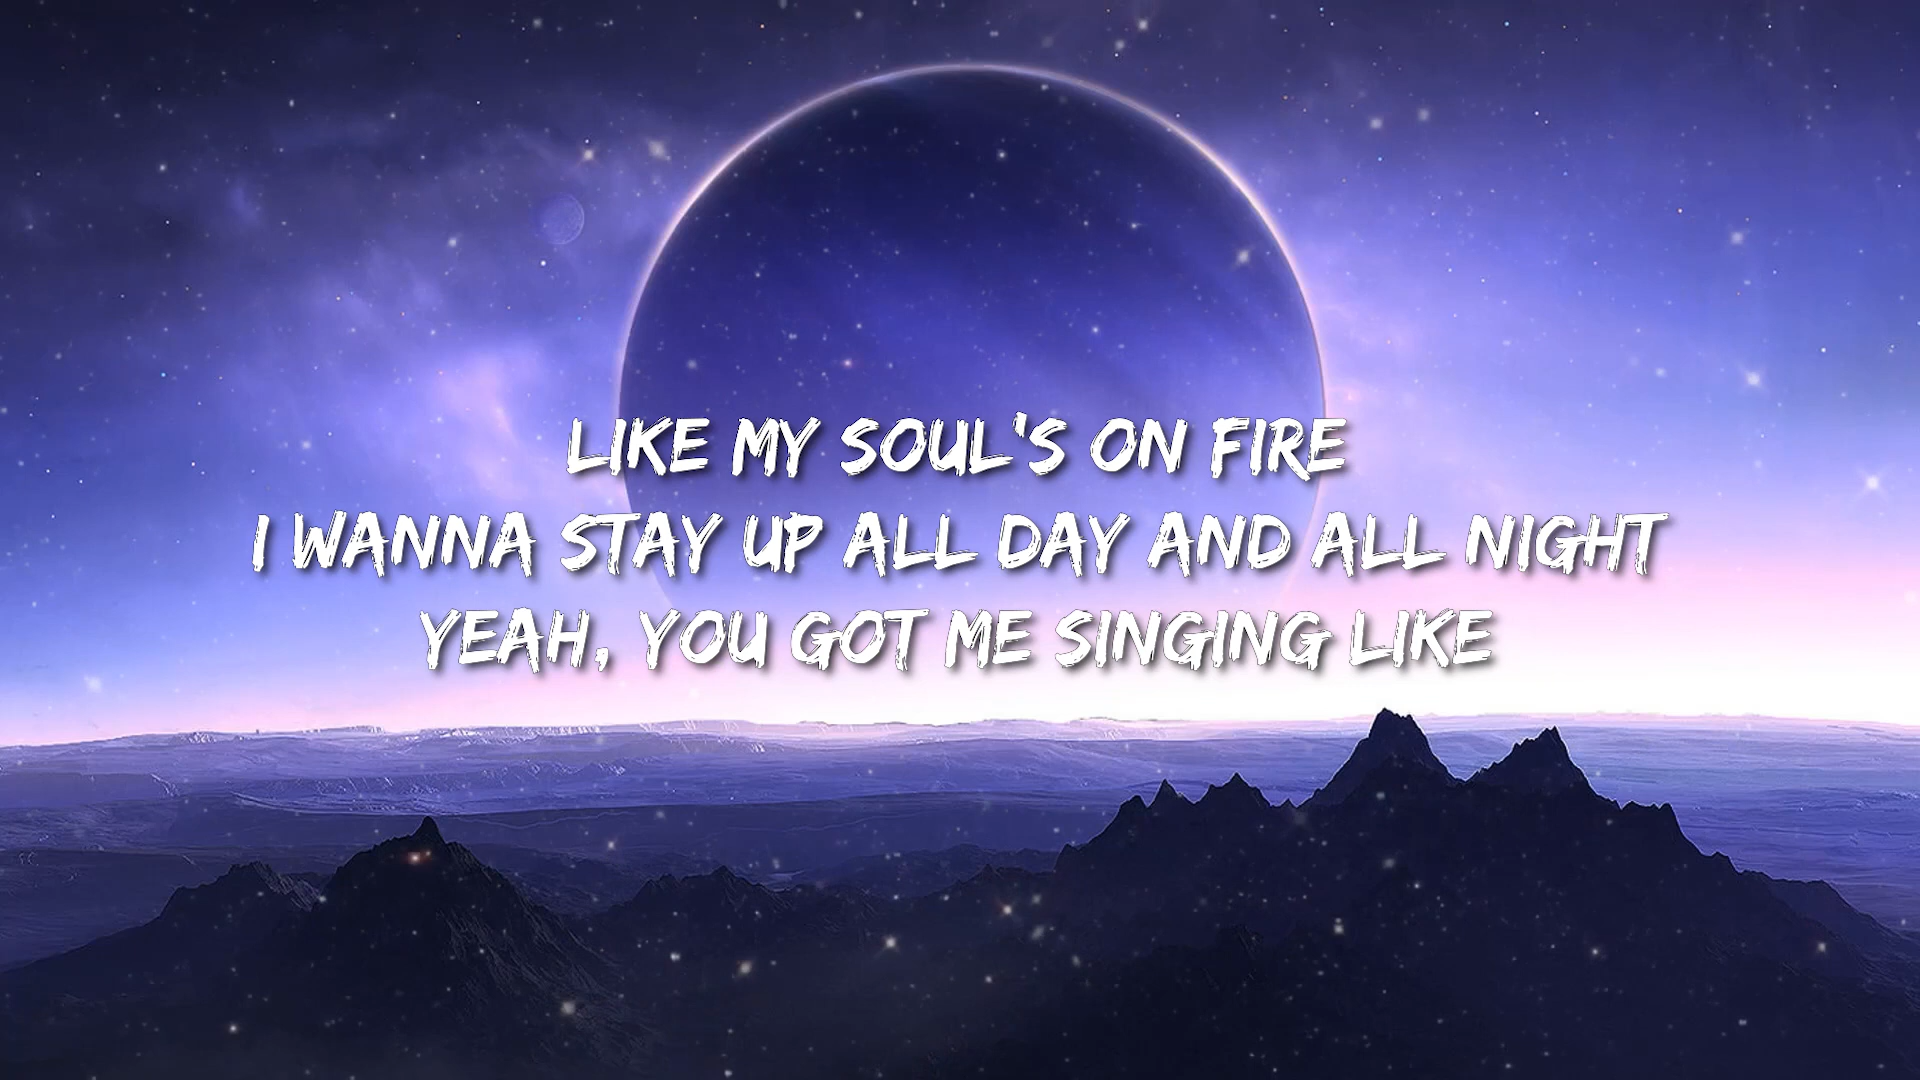 LIKE MY SOUL'S ON FIRE
I WANNA STAY UP ALL DAY AND ALL NIGHT
YEAH, YOU GOT ME SINGING LIKE